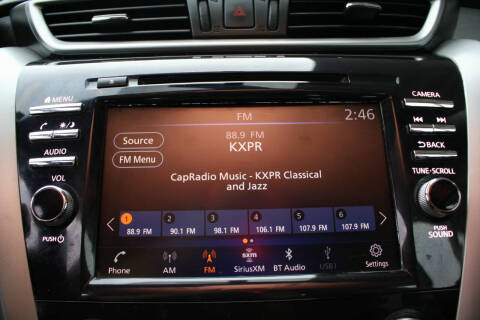 MENU
AUDIO
VOL
PUSH
CAMERA
BACK
TUNE•SCROLL
PUSH
SOUND
FM
2:46
Source
FM Menu
88.9 FM
KXPR
CapRadio Music - KXPR Classical
and Jazz
1 2 3 4 5 6
88.9 FM 90.1 FM 98.1 FM 106.1 FM 107.9 FM 107.9 FM
sxm
Phone AM FM SiriusXM BT Audio USB1 Settings